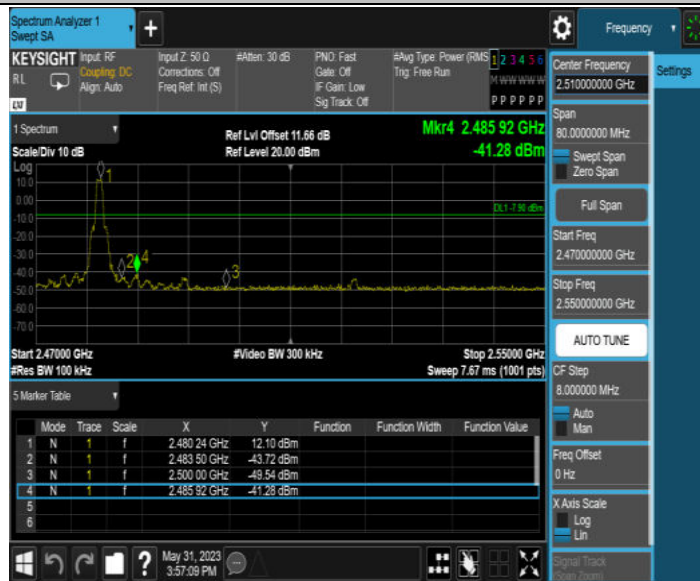 Spectrum Analyzer 1
Swept SA
+
Frequency
KEYSIGHT
RL
LXI
Input: RF
Coupling: DC
Align: Auto
Input Z: 50 Ω
Corrections: Off
Freq Ref: Int (S)
#Atten: 30 dB
PNO: Fast
Gate: Off
IF Gain: Low
Sig Track: Off
#Avg Type: Power (RMS
Trig: Free Run
1 2 3 4 5 6
M W W W W W
P P P P P P
Center Frequency
2.510000000 GHz
Settings
Span
80.0000000 MHz
Swept Span
Zero Span
Full Span
Start Freq
2.470000000 GHz
Stop Freq
2.550000000 GHz
AUTO TUNE
CF Step
8.000000 MHz
Auto
Man
Freq Offset
0 Hz
X Axis Scale
Log
Lin
Signal Track
(Span Zoom)
1 Spectrum
Scale/Div 10 dB
Ref Lvl Offset 11.66 dB
Ref Level 20.00 dBm
Mkr4 2.485 92 GHz
-41.28 dBm
Log
10.0
0.00
-10.0
-20.0
-30.0
-40.0
-50.0
-60.0
-70.0
1
2
4
3
DL1 -7.90 dBm
Start 2.47000 GHz
#Res BW 100 kHz
#Video BW 300 kHz
Stop 2.55000 GHz
Sweep 7.67 ms (1001 pts)
5 Marker Table
Mode Trace Scale X Y Function Function Width Function Value
1 N 1 f 2.480 24 GHz 12.10 dBm
2 N 1 f 2.483 50 GHz -43.72 dBm
3 N 1 f 2.500 00 GHz -49.54 dBm
4 N 1 f 2.485 92 GHz -41.28 dBm
5
6
?
May 31, 2023
3:57:09 PM